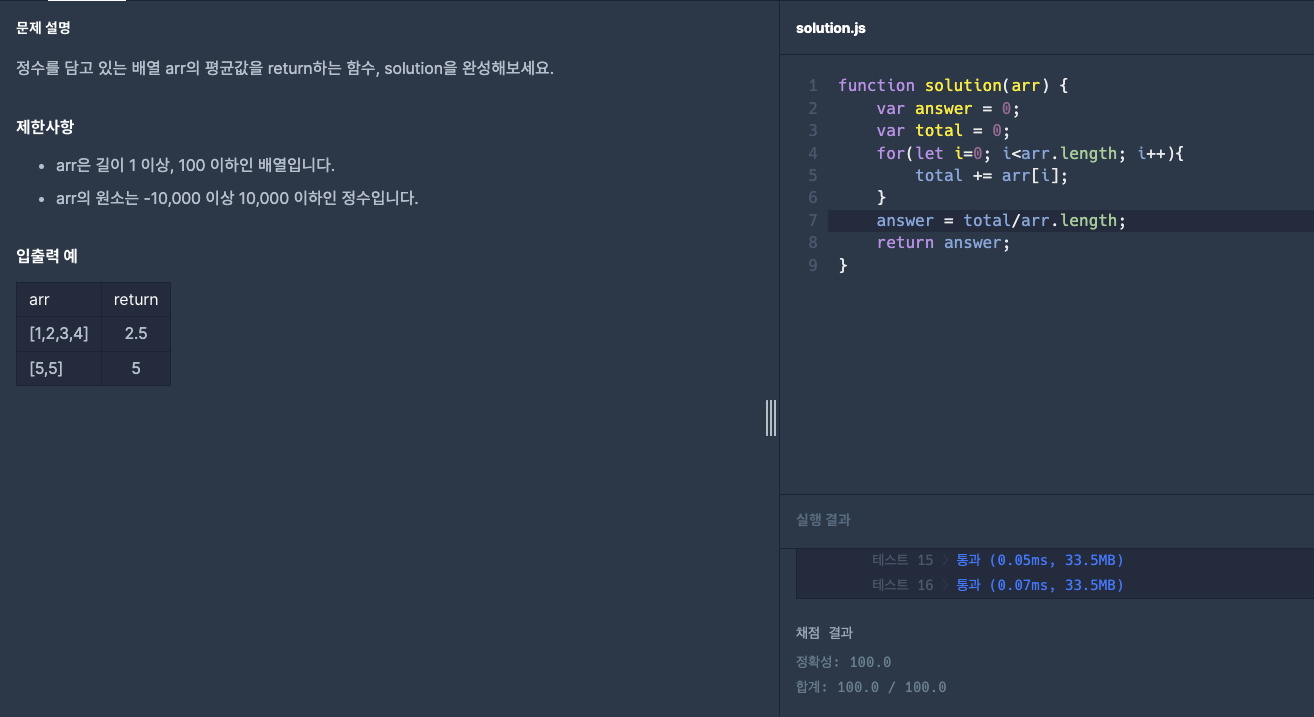 문제 설명
정수를 담고 있는 배열 arr의 평균값을 return하는 함수, solution을 완성해보세요.
제한사항
• arr은 길이 1 이상, 100 이하인 배열입니다.
• arr의 원소는 -10,000 이상 10,000 이하인 정수입니다.
입출력 예
arr return
[1,2,3,4] 2.5
[5,5] 5
solution.js
1 function solution(arr) {
2     var answer = 0;
3     var total = 0;
4     for(let i=0; i<arr.length; i++){
5         total += arr[i];
6     }
7     answer = total/arr.length;
8     return answer;
9 }
실행 결과
테스트 15 > 통과 (0.05ms, 33.5MB)
테스트 16 > 통과 (0.07ms, 33.5MB)
채점 결과
정확성: 100.0
합계: 100.0 / 100.0